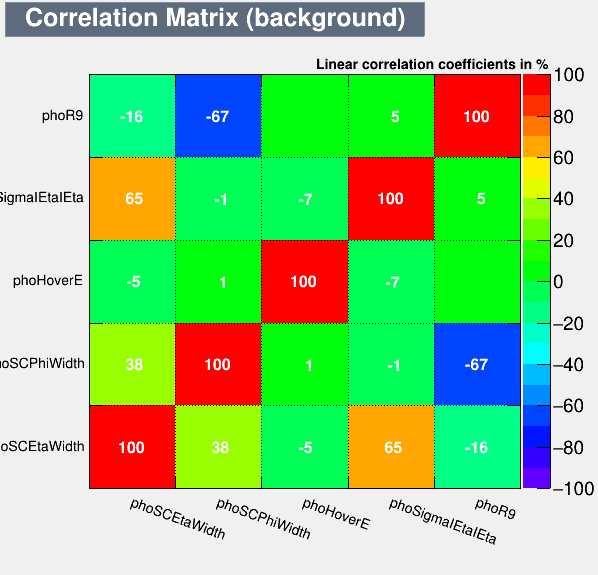 Correlation Matrix (background)
Linear correlation coefficients in %
phoR9 -16 -67 5 100
SigmaIEtaIEta 65 -1 -7 100 5
phoHoverE -5 1 100 -7
hoSCPhiWidth 38 100 1 -1 -67
oSCEtaWidth 100 38 -5 65 -16
phoSCEtaWidth phoSCPhiWidth phoHoverE phoSigmaIEtaIEta phoR9
100
80
60
40
20
0
−20
−40
−60
−80
−100